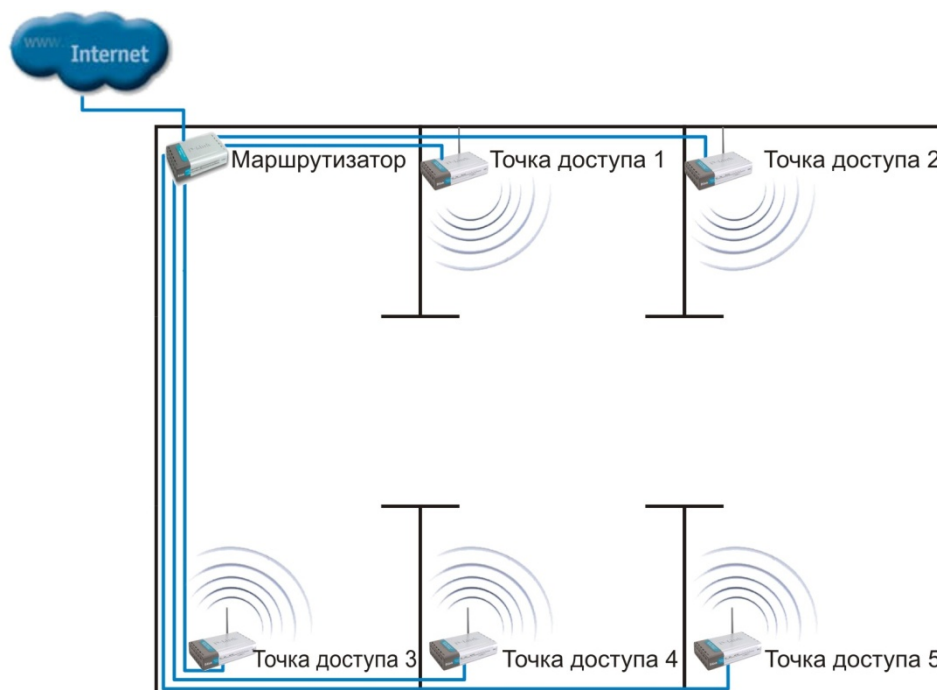 www.
Internet
Маршрутизатор
Точка доступа 1
Точка доступа 2
Точка доступа 3
Точка доступа 4
Точка доступа 5